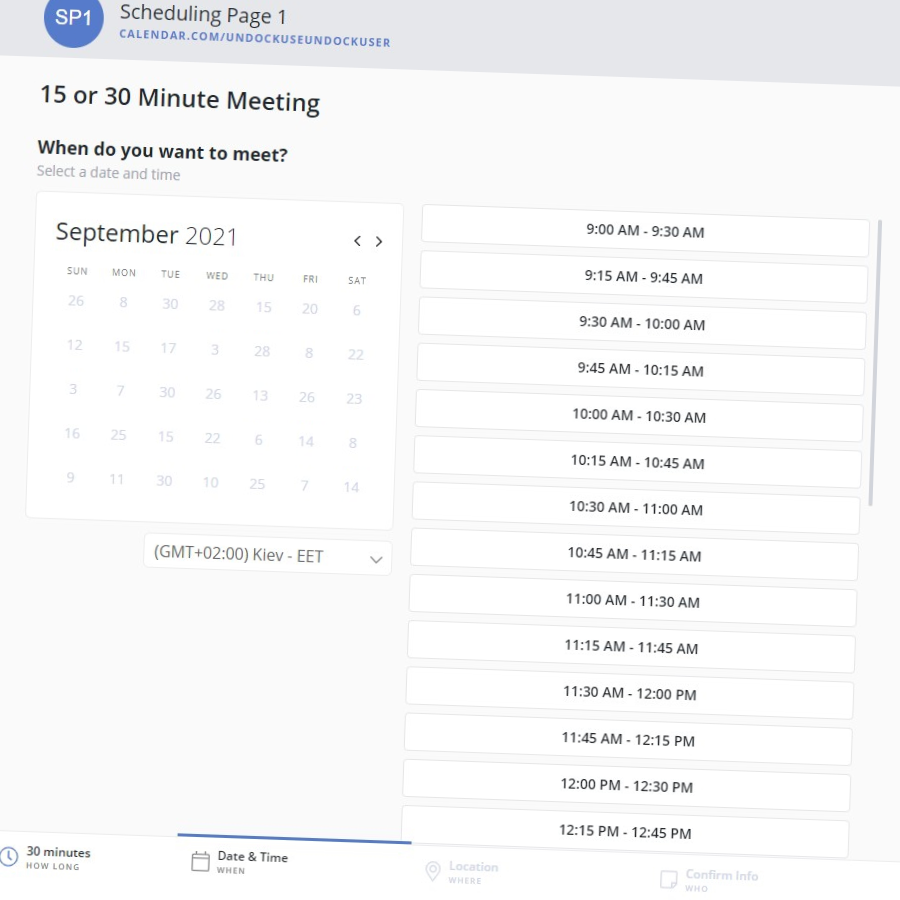 SP1
Scheduling Page 1
CALENDAR.COM/UNDOCKUSEUNDOCKUSER
15 or 30 Minute Meeting
When do you want to meet?
Select a date and time
September 2021
SUN MON TUE WED THU FRI SAT
26 8 30 28 15 20 6
12 15 17 3 28 8 22
3 7 30 26 13 26 23
16 25 15 22 6 14 8
9 11 30 10 25 7 14
(GMT+02:00) Kiev - EET
9:00 AM - 9:30 AM
9:15 AM - 9:45 AM
9:30 AM - 10:00 AM
9:45 AM - 10:15 AM
10:00 AM - 10:30 AM
10:15 AM - 10:45 AM
10:30 AM - 11:00 AM
10:45 AM - 11:15 AM
11:00 AM - 11:30 AM
11:15 AM - 11:45 AM
11:30 AM - 12:00 PM
11:45 AM - 12:15 PM
12:00 PM - 12:30 PM
12:15 PM - 12:45 PM
30 minutes
HOW LONG
Date & Time
WHEN
Location
WHERE
Confirm Info
WHO